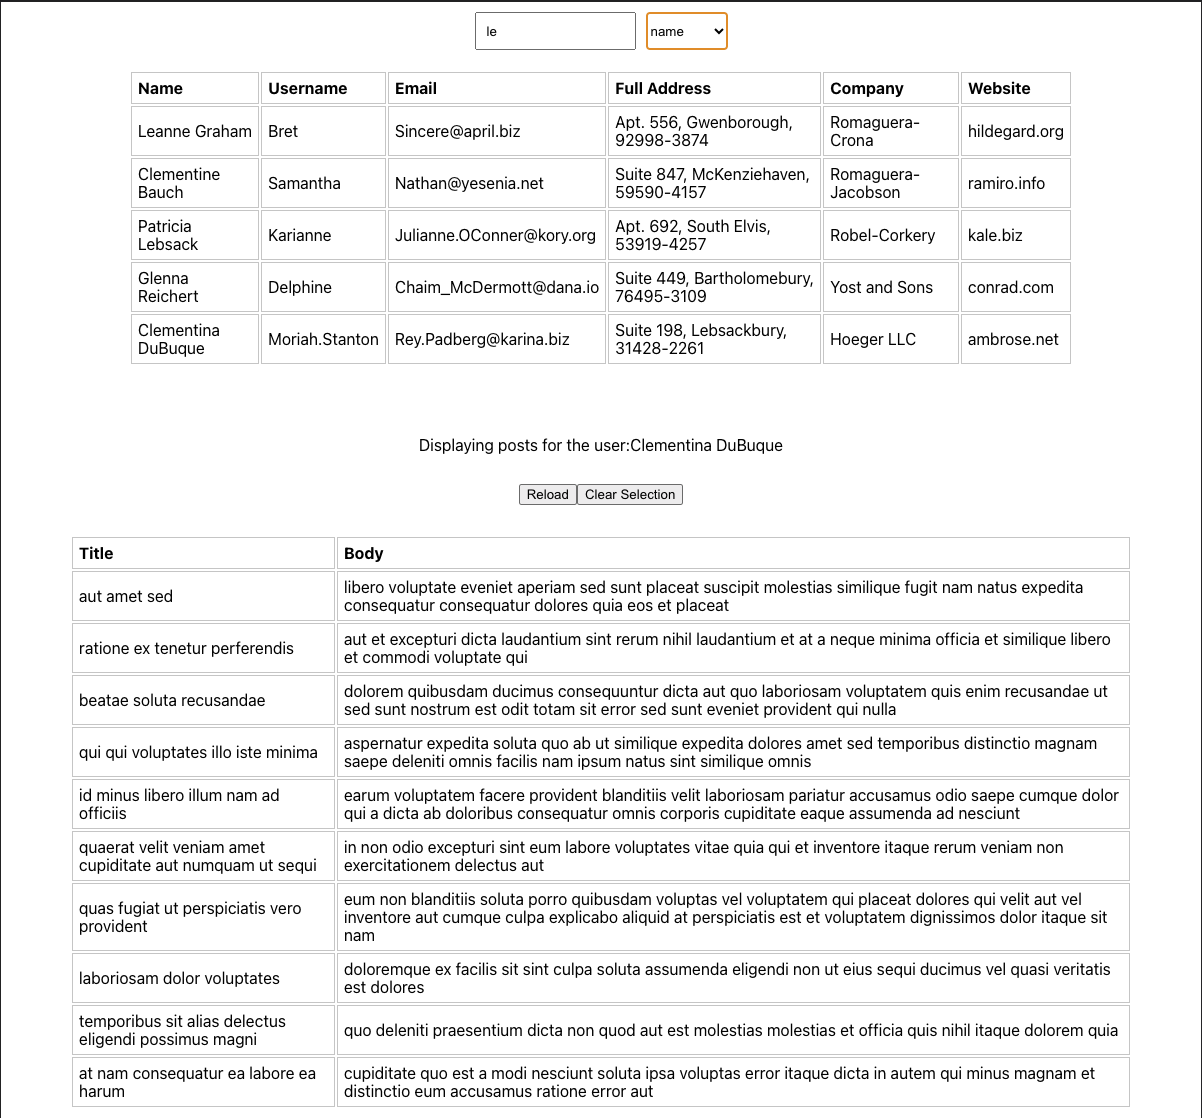 le name
Name Username Email Full Address Company Website
Leanne Graham Bret Sincere@april.biz Apt. 556, Gwenborough, 92998-3874 Romaguera-Crona hildegard.org
Clementine Bauch Samantha Nathan@yesenia.net Suite 847, McKenziehaven, 59590-4157 Romaguera-Jacobson ramiro.info
Patricia Lebsack Karianne Julianne.OConner@kory.org Apt. 692, South Elvis, 53919-4257 Robel-Corkery kale.biz
Glenna Reichert Delphine Chaim_McDermott@dana.io Suite 449, Bartholomebury, 76495-3109 Yost and Sons conrad.com
Clementina DuBuque Moriah.Stanton Rey.Padberg@karina.biz Suite 198, Lebsackbury, 31428-2261 Hoeger LLC ambrose.net
Displaying posts for the user:Clementina DuBuque
Reload Clear Selection
Title Body
aut amet sed
libero voluptate eveniet aperiam sed sunt placeat suscipit molestias similique fugit nam natus expedita
consequatur consequatur dolores quia eos et placeat
ratione ex tenetur perferendis
aut et excepturi dicta laudantium sint rerum nihil laudantium et at a neque minima officia et similique libero
et commodi voluptate qui
beatae soluta recusandae
dolorem quibusdam ducimus consequuntur dicta aut quo laboriosam voluptatem quis enim recusandae ut
sed sunt nostrum est odit totam sit error sed sunt eveniet provident qui nulla
qui qui voluptates illo iste minima
aspernatur expedita soluta quo ab ut similique expedita dolores amet sed temporibus distinctio magnam
saepe deleniti omnis facilis nam ipsum natus sint similique omnis
id minus libero illum nam ad
officiis
earum voluptatem facere provident blanditiis velit laboriosam pariatur accusamus odio saepe cumque dolor
qui a dicta ab doloribus consequatur omnis corporis cupiditate eaque assumenda ad nesciunt
quaerat velit veniam amet
cupiditate aut numquam ut sequi
in non odio excepturi sint eum labore voluptates vitae quia qui et inventore itaque rerum veniam non
exercitationem delectus aut
quas fugiat ut perspiciatis vero
provident
eum non blanditiis soluta porro quibusdam voluptas vel voluptatem qui placeat dolores qui velit aut vel
inventore aut cumque culpa explicabo aliquid at perspiciatis est et voluptatem dignissimos dolor itaque sit
nam
laboriosam dolor voluptates
doloremque ex facilis sit sint culpa soluta assumenda eligendi non ut eius sequi ducimus vel quasi veritatis
est dolores
temporibus sit alias delectus
eligendi possimus magni
quo deleniti praesentium dicta non quod aut est molestias molestias et officia quis nihil itaque dolorem quia
at nam consequatur ea labore ea
harum
cupiditate quo est a modi nesciunt soluta ipsa voluptas error itaque dicta in autem qui minus magnam et
distinctio eum accusamus ratione error aut